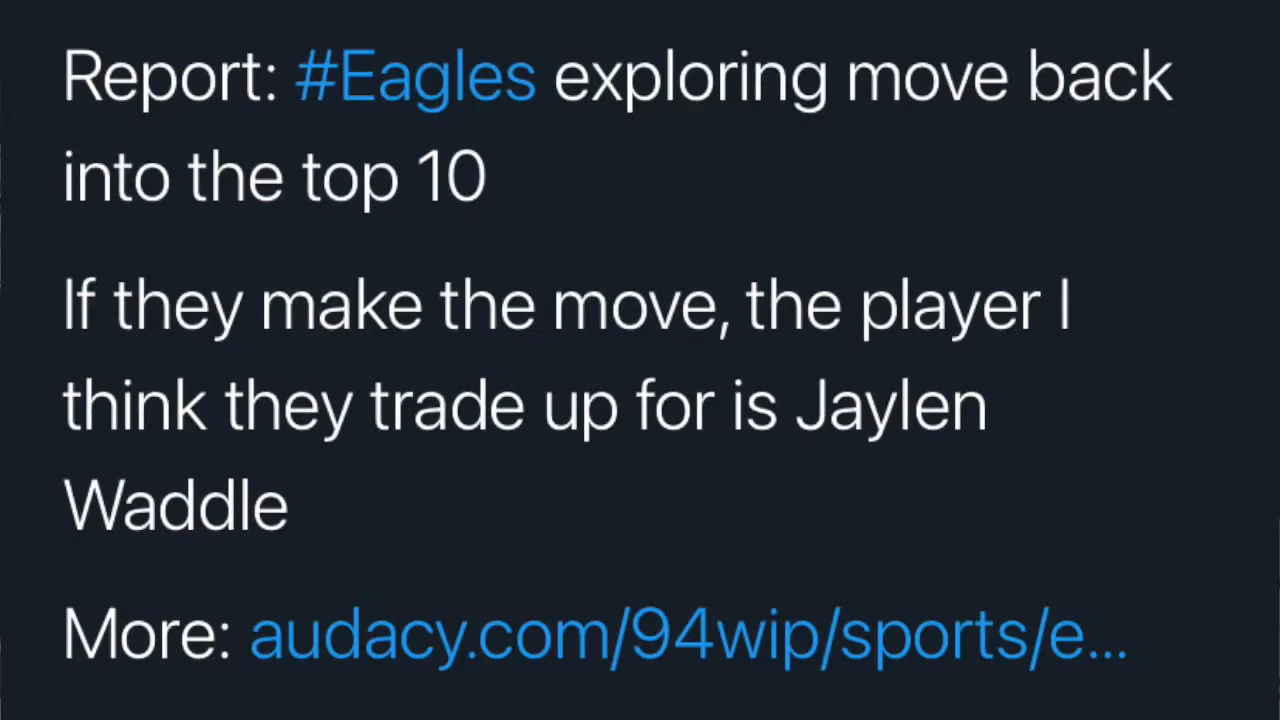 Report: #Eagles exploring move back
into the top 10
If they make the move, the player I
think they trade up for is Jaylen
Waddle
More: audacy.com/94wip/sports/e...